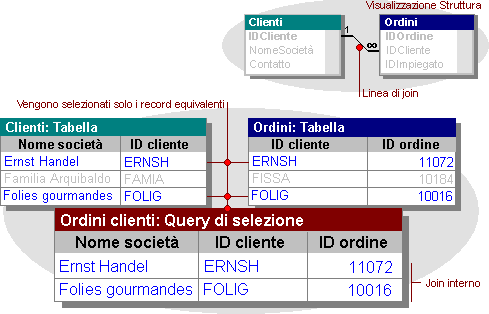 Visualizzazione Struttura
Clienti
IDCliente
NomeSocietà
Contatto
1
∞
Ordini
IDOrdine
IDCliente
IDImpiegato
Linea di join
Vengono selezionati solo i record equivalenti
Clienti: Tabella
Nome società ID cliente
Ernst Handel ERNSH
Familia Arquibaldo FAMIA
Folies gourmandes FOLIG
Ordini: Tabella
ID cliente ID ordine
ERNSH 11072
FISSA 10184
FOLIG 10016
Ordini clienti: Query di selezione
Nome società ID cliente ID ordine
Ernst Handel ERNSH 11072
Folies gourmandes FOLIG 10016
Join interno